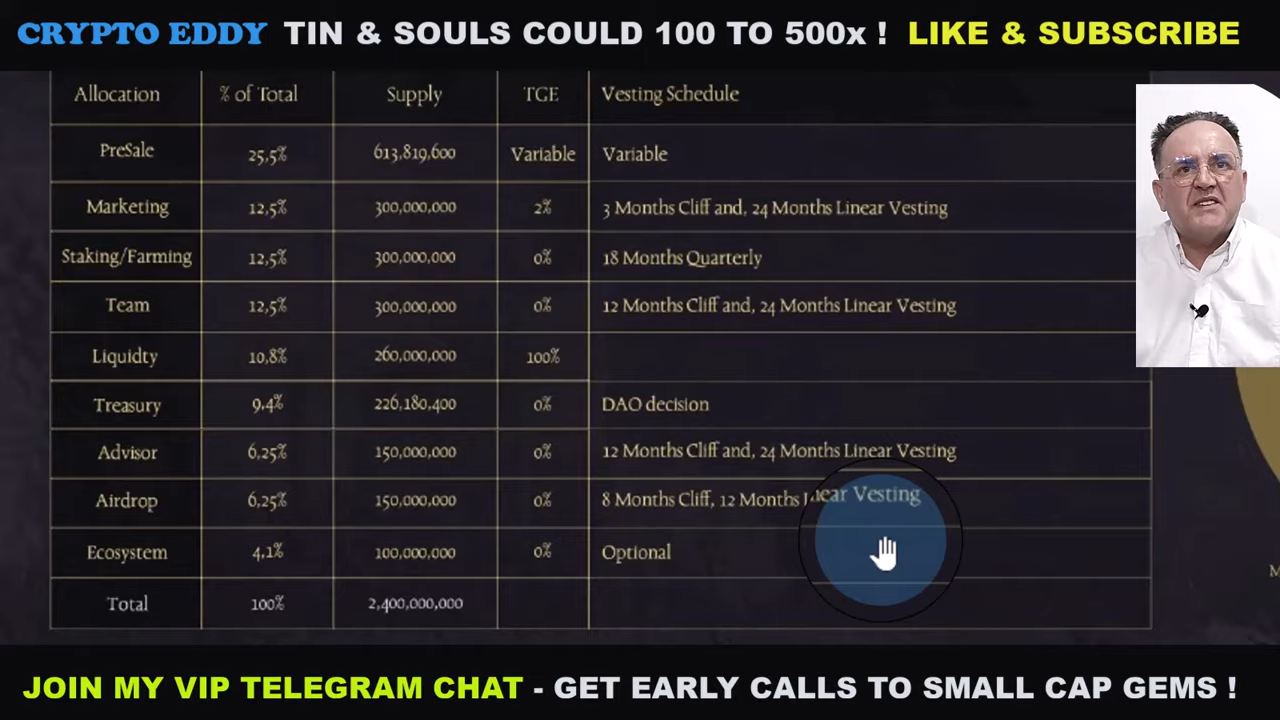 CRYPTO EDDY TIN & SOULS COULD 100 TO 500x ! LIKE & SUBSCRIBE
Allocation % of Total Supply TGE Vesting Schedule
PreSale 25,5% 613,819,600 Variable Variable
Marketing 12,5% 300,000,000 2% 3 Months Cliff and, 24 Months Linear Vesting
Staking/Farming 12,5% 300,000,000 0% 18 Months Quarterly
Team 12,5% 300,000,000 0% 12 Months Cliff and, 24 Months Linear Vesting
Liquidty 10,8% 260,000,000 100%
Treasury 9,4% 226,180,400 0% DAO decision
Advisor 6,25% 150,000,000 0% 12 Months Cliff and, 24 Months Linear Vesting
Airdrop 6,25% 150,000,000 0% 8 Months Cliff, 12 Months Linear Vesting
Ecosystem 4,1% 100,000,000 0% Optional
Total 100% 2,400,000,000
JOIN MY VIP TELEGRAM CHAT - GET EARLY CALLS TO SMALL CAP GEMS !